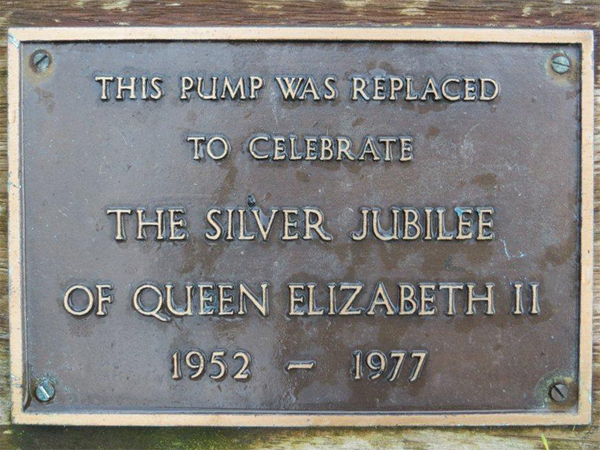 THIS PUMP WAS REPLACED
TO CELEBRATE
THE SILVER JUBILEE
OF QUEEN ELIZABETH II
1952 – 1977